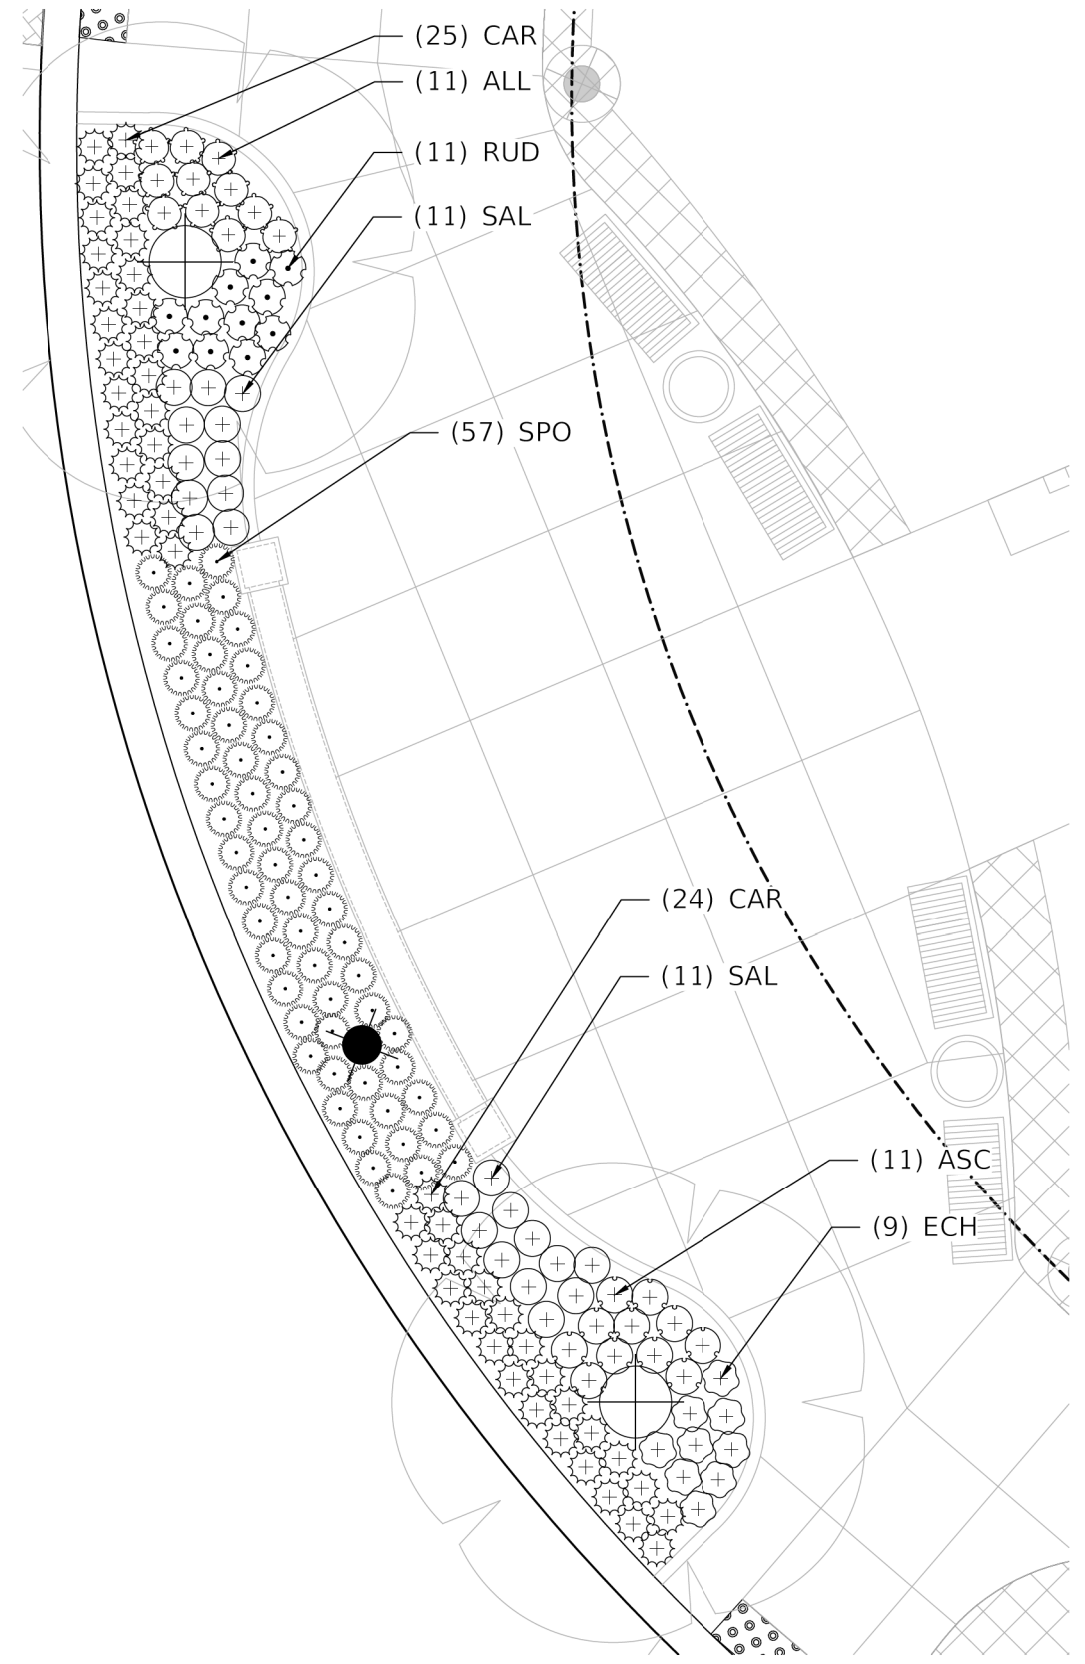 (25) CAR
(11) ALL
(11) RUD
(11) SAL
(57) SPO
(24) CAR
(11) SAL
(11) ASC
(9) ECH